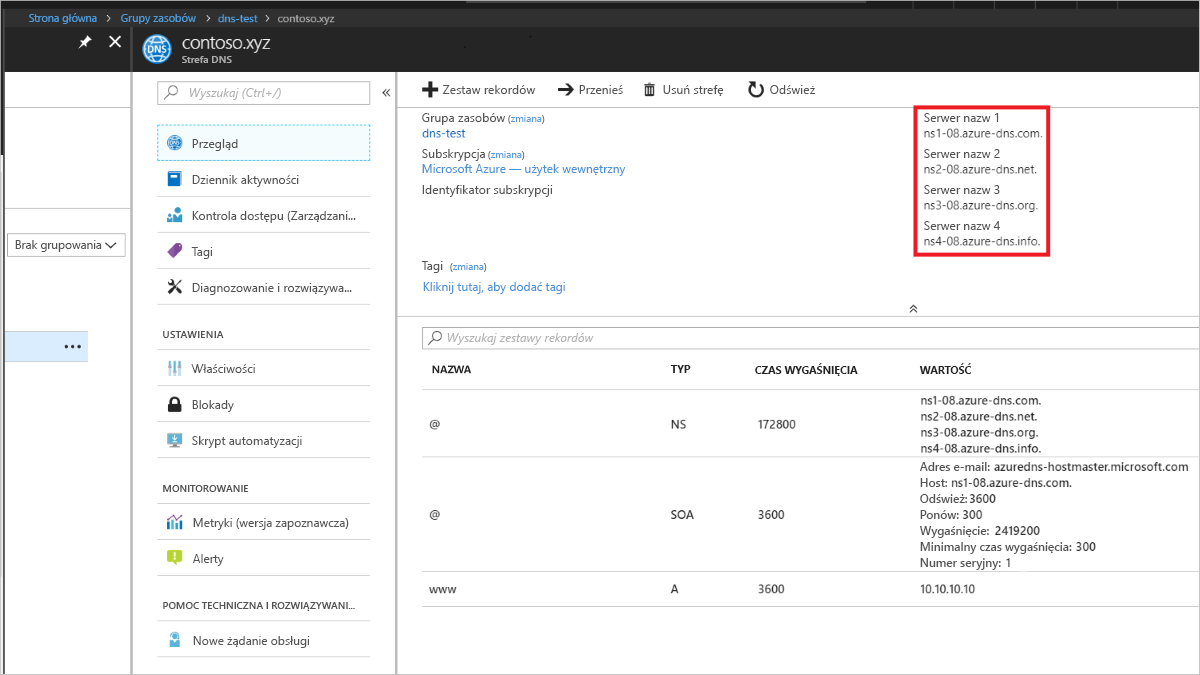 Strona główna > Grupy zasobów > dns-test > contoso.xyz
contoso.xyz
Strefa DNS
DNS
Brak grupowania
Wyszukaj (Ctrl+/)
Przegląd
Dziennik aktywności
Kontrola dostępu (Zarządzani...
Tagi
Diagnozowanie i rozwiązywa...
USTAWIENIA
Właściwości
Blokady
Skrypt automatyzacji
MONITOROWANIE
Metryki (wersja zapoznawcza)
Alerty
POMOC TECHNICZNA I ROZWIĄZYWANI...
Nowe żądanie obsługi
Zestaw rekordów Przenieś Usuń strefę Odśwież
Grupa zasobów (zmiana)
dns-test
Subskrypcja (zmiana)
Microsoft Azure — użytek wewnętrzny
Identyfikator subskrypcji
Tagi (zmiana)
Kliknij tutaj, aby dodać tagi
Serwer nazw 1
ns1-08.azure-dns.com.
Serwer nazw 2
ns2-08.azure-dns.net.
Serwer nazw 3
ns3-08.azure-dns.org.
Serwer nazw 4
ns4-08.azure-dns.info.
Wyszukaj zestawy rekordów
NAZWA TYP CZAS WYGAŚNIĘCIA WARTOŚĆ
@ NS 172800
ns1-08.azure-dns.com.
ns2-08.azure-dns.net.
ns3-08.azure-dns.org.
ns4-08.azure-dns.info.
@ SOA 3600
Adres e-mail: azuredns-hostmaster.microsoft.com
Host: ns1-08.azure-dns.com.
Odśwież: 3600
Ponów: 300
Wygaśnięcie: 2419200
Minimalny czas wygaśnięcia: 300
Numer seryjny: 1
www A 3600 10.10.10.10